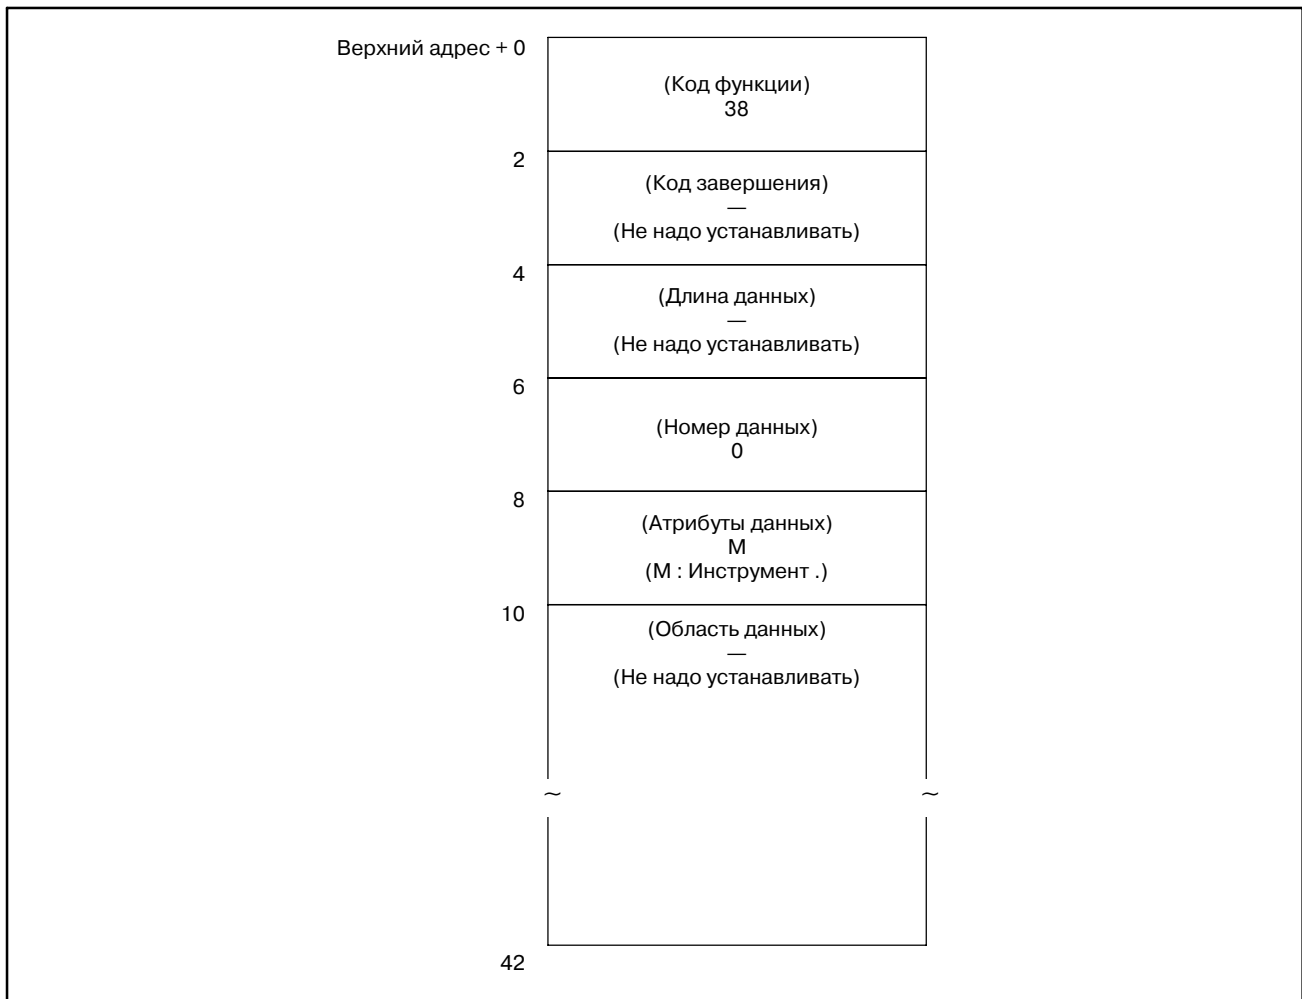 Верхний адрес + 0
(Код функции)
38
2
(Код завершения)
—
(Не надо устанавливать)
4
(Длина данных)
—
(Не надо устанавливать)
6
(Номер данных)
0
8
(Атрибуты данных)
M
(M : Инструмент .)
10
(Область данных)
—
(Не надо устанавливать)
~ ~
42